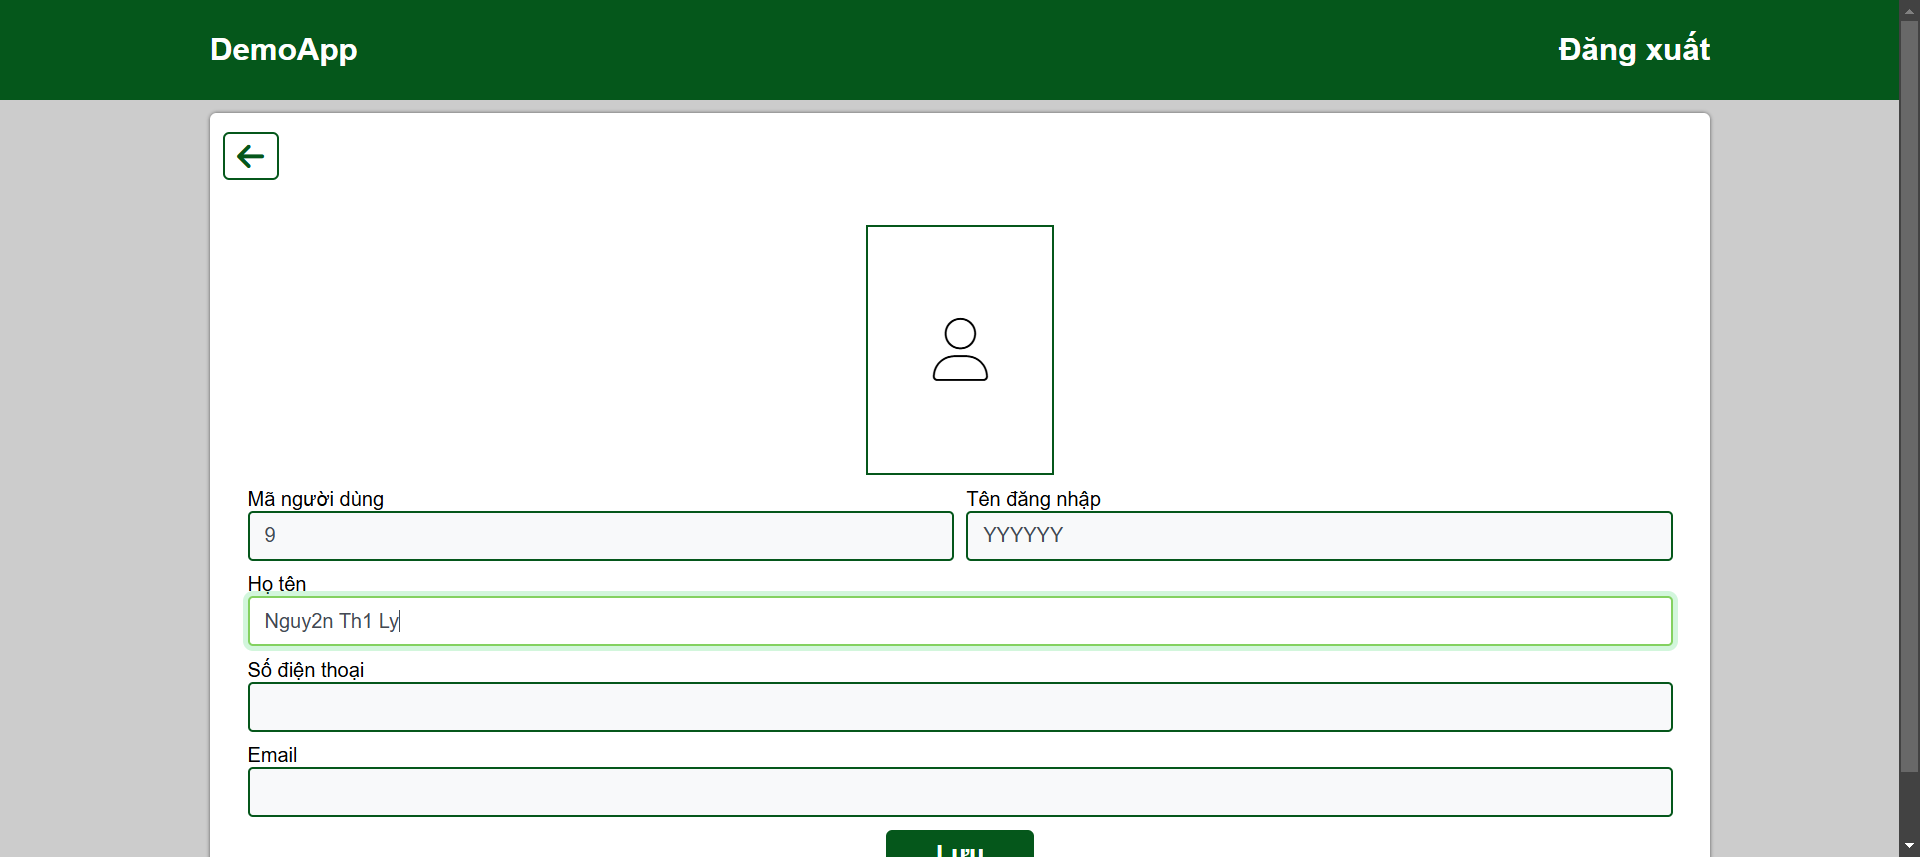 DemoApp
Đăng xuất
Mã người dùng
Tên đăng nhập
9
YYYYYY
Họ tên
Nguy2n Th1 Ly
Số điện thoại
Email
Lưu